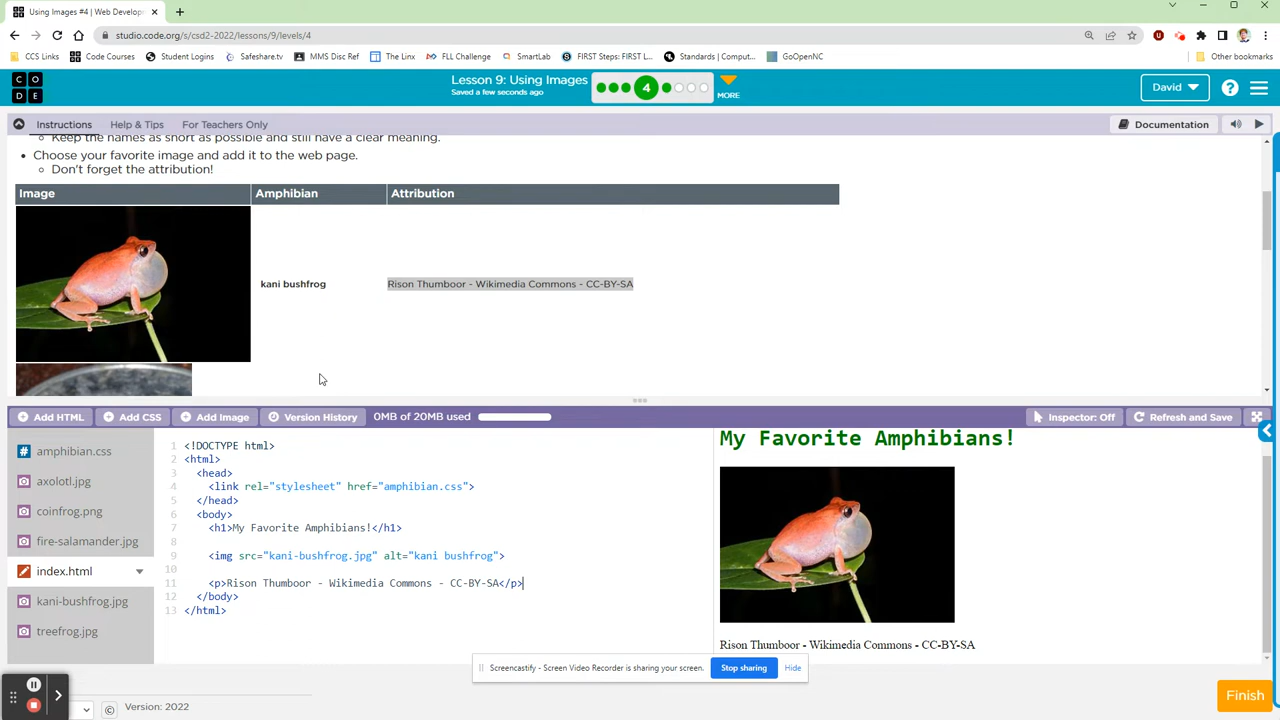 Using Images #4 | Web Develop
studio.code.org/s/csd2-2022/lessons/9/levels/4
CCS Links Code Courses Student Logins Safeshare.tv MMS Disc Ref The Linx FLL Challenge SmartLab FIRST Steps: FIRST L... Standards | Comput... GoOpenNC Other bookmarks
CO
DE
Lesson 9: Using Images
Saved a few seconds ago
4
MORE
David
?
Instructions Help & Tips For Teachers Only Documentation
Keep the names as short as possible and still have a clear meaning.
Choose your favorite image and add it to the web page.
Don't forget the attribution!
Image Amphibian Attribution
kani bushfrog Rison Thumboor - Wikimedia Commons - CC-BY-SA
Add HTML Add CSS Add Image Version History 0MB of 20MB used Inspector: Off Refresh and Save
amphibian.css
axolotl.jpg
coinfrog.png
fire-salamander.jpg
index.html
kani-bushfrog.jpg
treefrog.jpg
1 <!DOCTYPE html>
2 <html>
3 <head>
4 <link rel="stylesheet" href="amphibian.css">
5 </head>
6 <body>
7 <h1>My Favorite Amphibians!</h1>
8
9 <img src="kani-bushfrog.jpg" alt="kani bushfrog">
10
11 <p>Rison Thumboor - Wikimedia Commons - CC-BY-SA</p>
12 </body>
13 </html>
My Favorite Amphibians!
Rison Thumboor - Wikimedia Commons - CC-BY-SA
Screencastify - Screen Video Recorder is sharing your screen. Stop sharing Hide
Finish
© Version: 2022